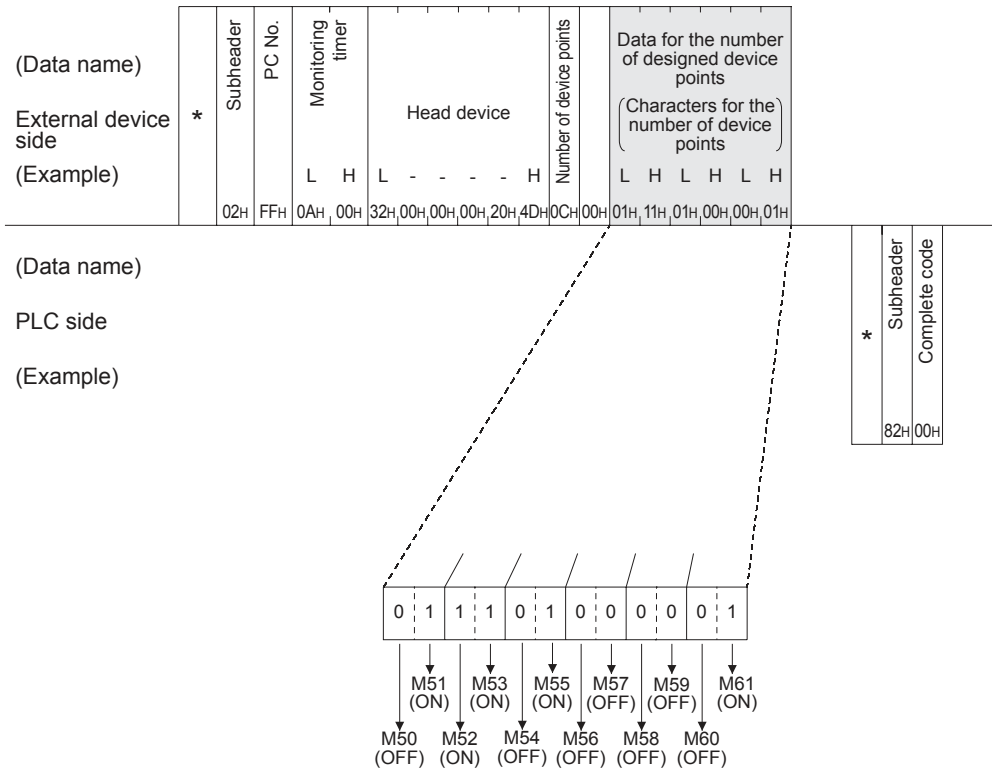 (Data name)
External device
side
(Example)
*
Subheader
02H
PC No.
FFH
Monitoring
timer
L H
0AH 00H
Head device
L - - - - H
32H 00H 00H 00H 20H 4DH
Number of device points
0CH 00H
Data for the number
of designed device
points
(Characters for the
number of device
points)
L H L H L H
01H 11H 01H 00H 00H 01H
(Data name)
PLC side
(Example)
*
Subheader
82H
Complete code
00H
0 1 1 1 0 1 0 0 0 0 0 1
M51 M53 M55 M57 M59 M61
(ON) (ON) (ON) (OFF) (OFF) (ON)
M50 M52 M54 M56 M58 M60
(OFF) (ON) (OFF) (OFF) (OFF) (OFF)